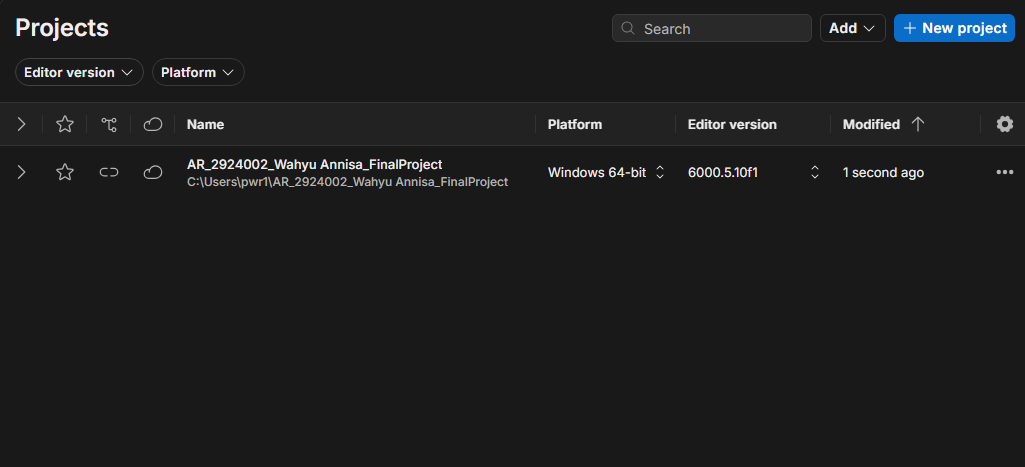 Projects
Search
Add
+ New project
Editor version
Platform
Name
Platform
Editor version
Modified
AR_2924002_Wahyu Annisa_FinalProject
C:\Users\pwr1\AR_2924002_Wahyu Annisa_FinalProject
Windows 64-bit
6000.5.10f1
1 second ago